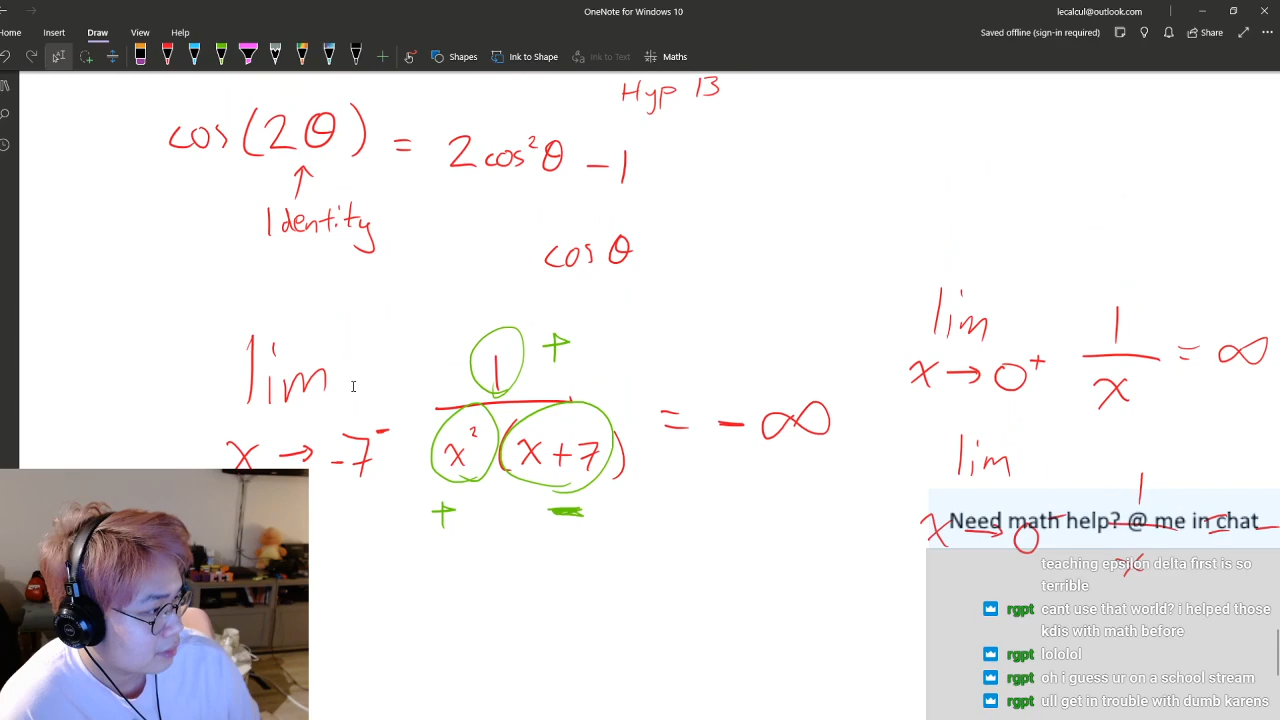 OneNote for Windows 10
lecalcul@outlook.com
Home Insert Draw View Help
Saved offline (sign-in required)
Share
Shapes Ink to Shape Ink to Text Maths
Hyp 13
cos(2θ) = 2cos²θ - 1
Identity
cos θ
lim x → -7⁻ 1 / x²(x+7) = -∞
+
+ -
lim x → 0⁺ 1/x = ∞
lim x → 0⁻ 1/x = -
Need math help? @ me in chat
teaching epsilon delta first is so
terrible
rgpt cant use that world? i helped those
kdis with math before
rgpt lololol
rgpt oh i guess ur on a school stream
rgpt ull get in trouble with dumb karens